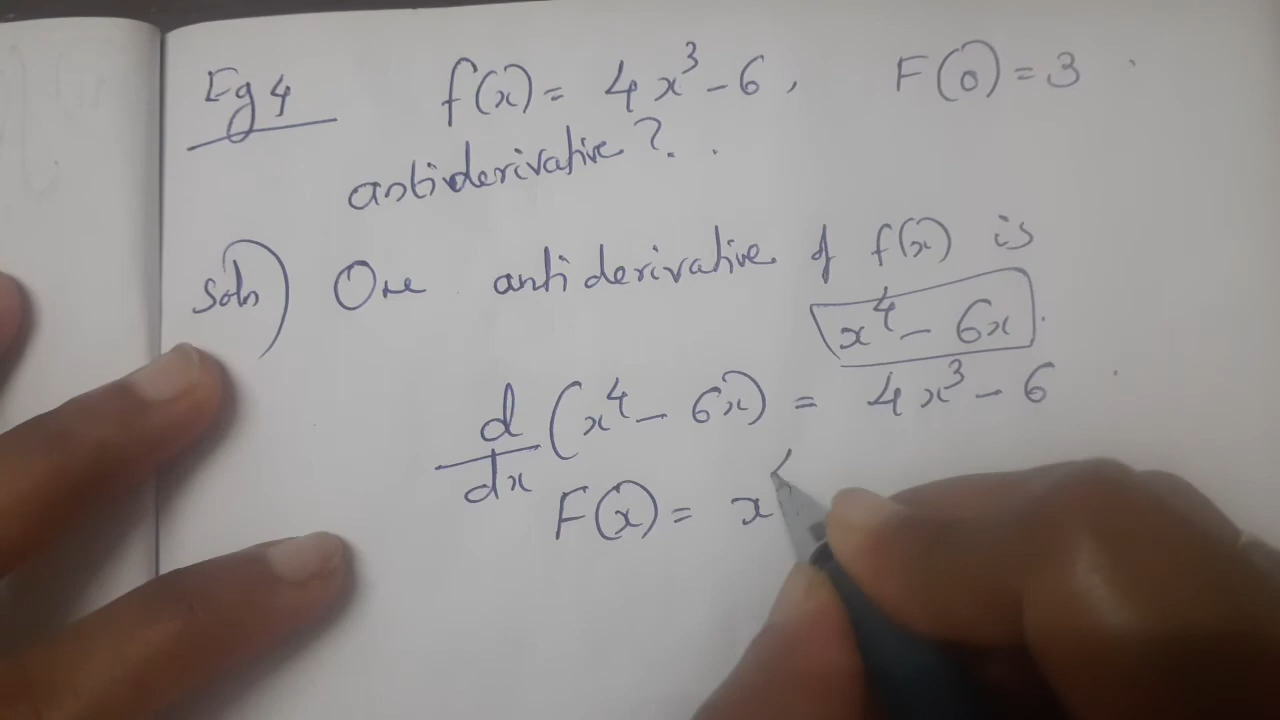 Eg 4 f(x) = 4x³ - 6, F(0) = 3.
antiderivative ?..
Soln) One antiderivative of f(x) is
x⁴ - 6x.
d/dx (x⁴ - 6x) = 4x³ - 6
F(x) = x